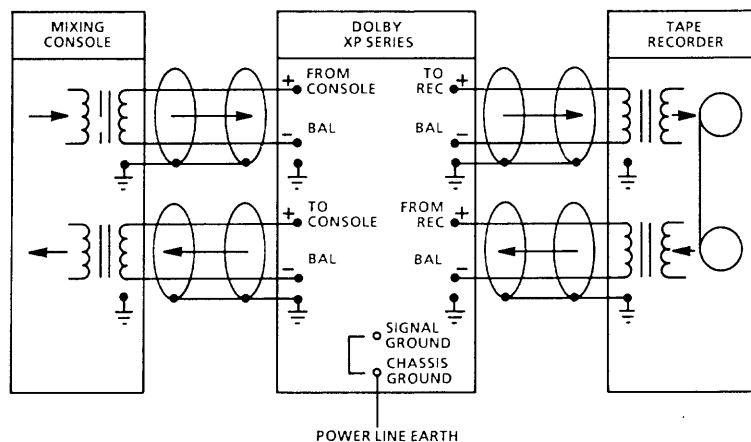 MIXING
CONSOLE
DOLBY
XP SERIES
TAPE
RECORDER
+ FROM
CONSOLE
− BAL
TO +
REC
BAL −
+ TO
CONSOLE
− BAL
FROM +
REC
BAL −
SIGNAL
GROUND
CHASSIS
GROUND
POWER LINE EARTH